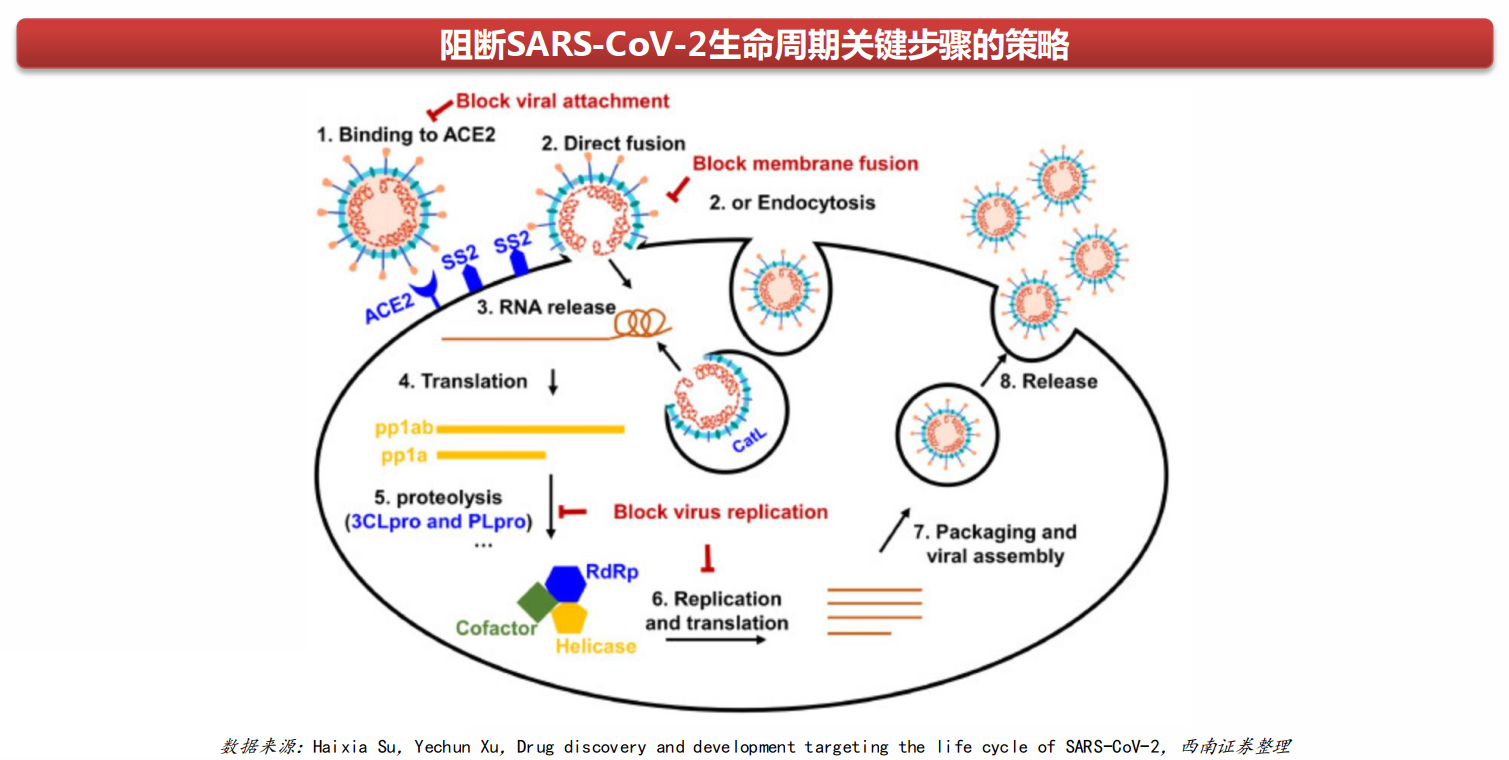 阻断SARS-CoV-2生命周期关键步骤的策略
Block viral attachment
1. Binding to ACE2
2. Direct fusion
Block membrane fusion
2. or Endocytosis
SS2
SS2
ACE2
3. RNA release
4. Translation
pp1ab
pp1a
CatL
8. Release
5. proteolysis
(3CLpro and PLpro)
...
Block virus replication
7. Packaging and
viral assembly
RdRp
Cofactor
Helicase
6. Replication
and translation
数据来源：Haixia Su, Yechun Xu, Drug discovery and development targeting the life cycle of SARS-CoV-2, 西南证券整理